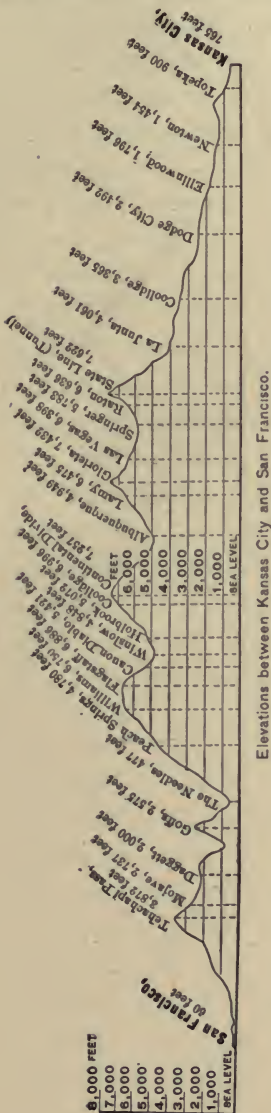 8,000 FEET
7,000
6,000
5,000
4,000
3,000
2,000
1,000
SEA LEVEL
San Francisco,
60 feet
Tehachapi Pass,
3,872 feet
Mojave, 2,737 feet
Daggett, 2,000 feet
Goffs, 2,575 feet
The Needles, 477 feet
Peach Springs, 4,780 feet
Williams, 6,750 feet
Flagstaff, 6,886 feet
Canon Diablo, 5,421 feet
Winslow, 4,848 feet
Holbrook, 5,072 feet
Coolidge, 6,996 feet
Continental Divide,
7,257 feet
FEET
6,000
5,000
4,000
3,000
2,000
1,000
SEA LEVEL
Albuquerque, 4,949 feet
Lamy, 6,475 feet
Glorieta, 7,432 feet
Las Vegas, 6,398 feet
Springer, 5,783 feet
Raton, 6,636 feet
State Line, (Tunnel)
7,622 feet
La Junta, 4,061 feet
Coolidge, 3,365 feet
Dodge City, 2,492 feet
Ellinwood, 1,796 feet
Newton, 1,454 feet
Topeka, 900 feet
Kansas City,
765 feet
Elevations between Kansas City and San Francisco.